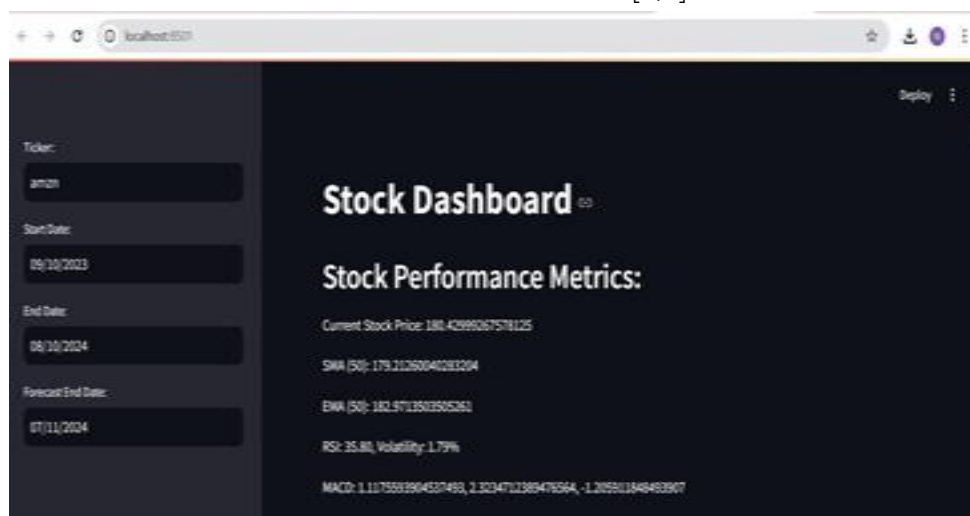 localhost:8501
Deploy
Ticker:
amzn
Start Date:
09/10/2023
End Date:
08/10/2024
Forecast End Date:
07/11/2024
Stock Dashboard
Stock Performance Metrics:
Current Stock Price: 180.42999267578125
SMA (50): 179.21260040283204
EMA (50): 182.9713503505261
RSI: 35.80, Volatility: 1.79%
MACD: 1.1175593904537493, 2.3234712389476564, -1.205911848493907